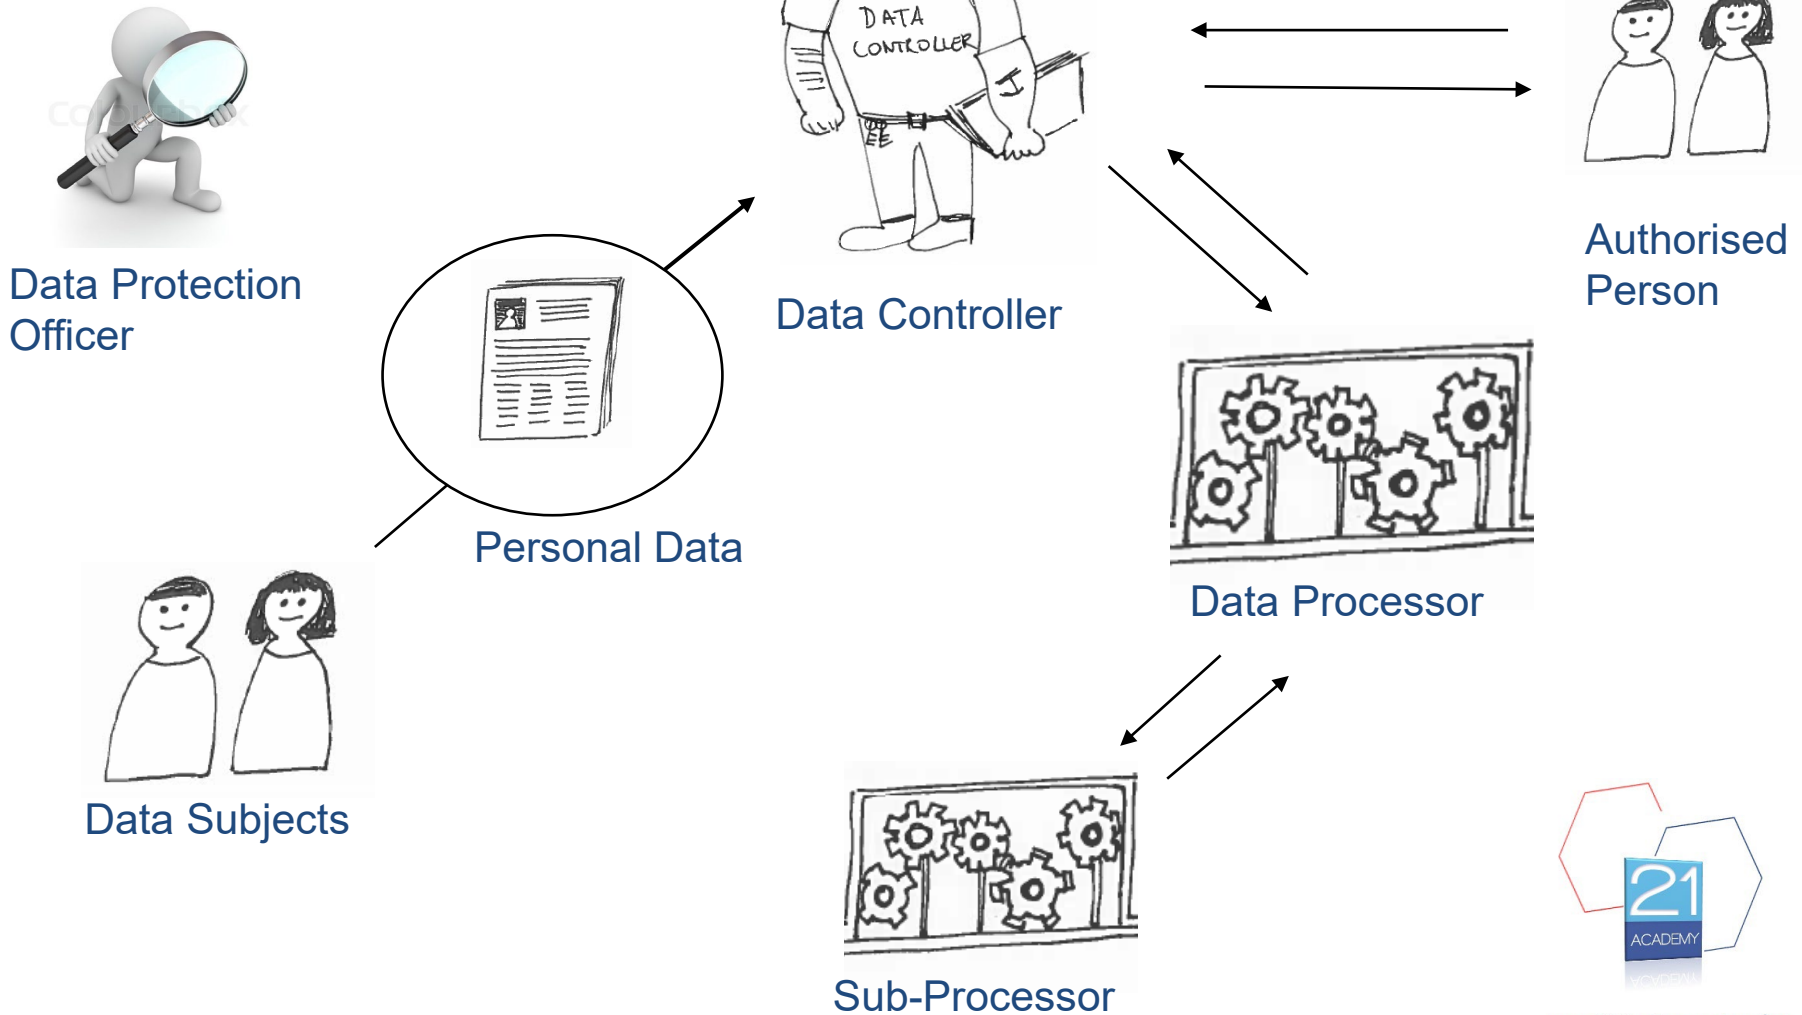 DATA
CONTROLLER
Data Protection
Officer
Data Controller
Authorised
Person
Personal Data
Data Processor
Data Subjects
Sub-Processor
21
ACADEMY